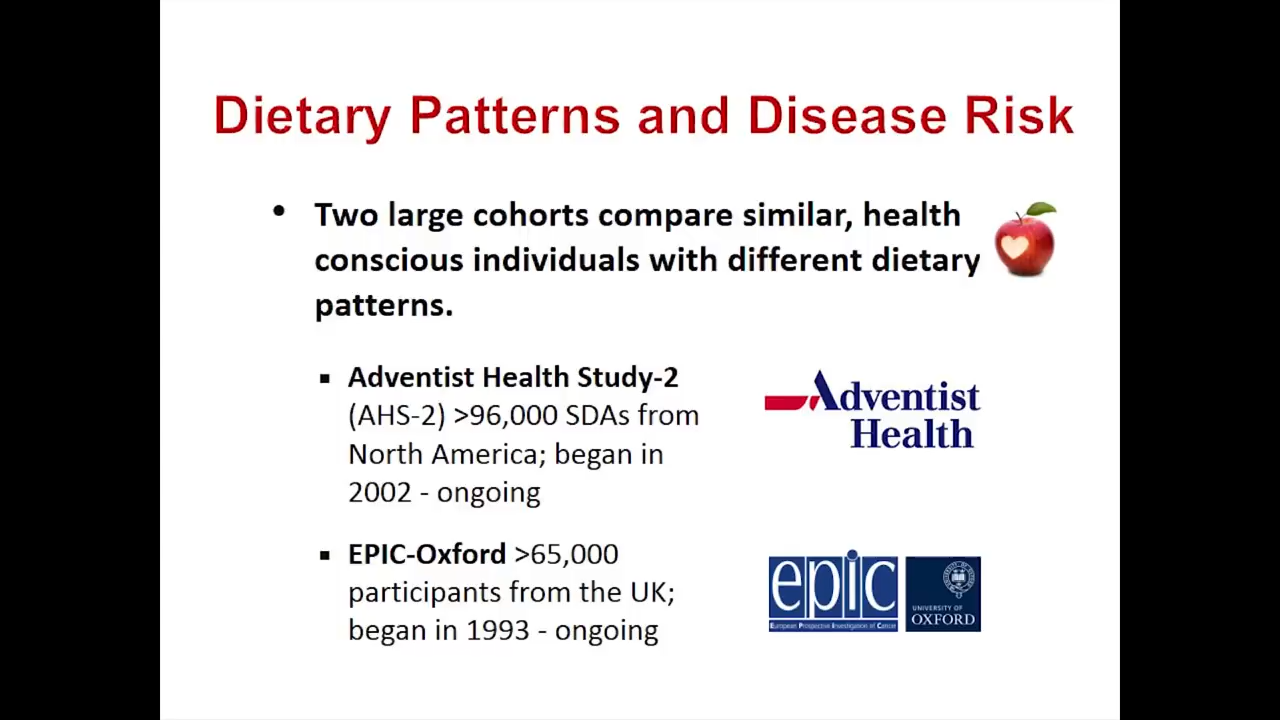 Dietary Patterns and Disease Risk
• Two large cohorts compare similar, health
conscious individuals with different dietary
patterns.
▪ Adventist Health Study-2
(AHS-2) >96,000 SDAs from
North America; began in
2002 - ongoing
Adventist
Health
▪ EPIC-Oxford >65,000
participants from the UK;
began in 1993 - ongoing
epic
European Prospective Investigation of Cancer
UNIVERSITY OF
OXFORD